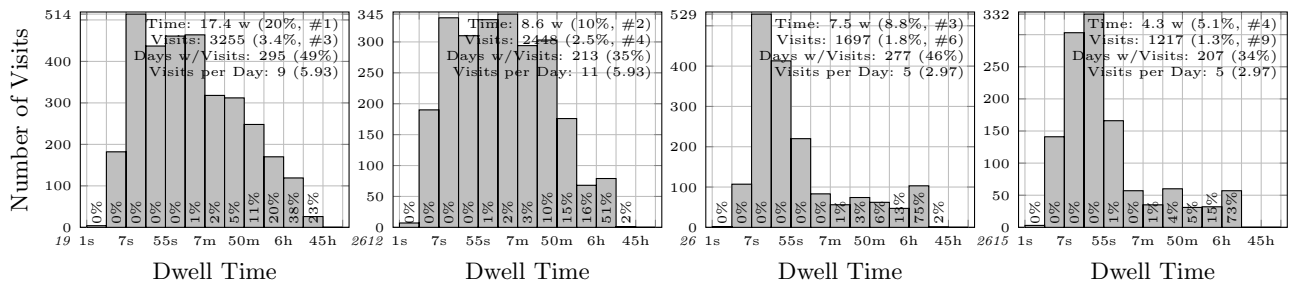 Number of Visits
514
400
300
200
100
0
Time: 17.4 w (20%, #1)
Visits: 3255 (3.4%, #3)
Days w/Visits: 295 (49%)
Visits per Day: 9 (5.93)
0% 0% 0% 0% 0% 1% 2% 5% 11% 20% 38% 23%
19 1s 7s 55s 7m 50m 6h 45h
Dwell Time
345
300
250
200
150
100
50
0
Time: 8.6 w (10%, #2)
Visits: 2448 (2.5%, #4)
Days w/Visits: 213 (35%)
Visits per Day: 11 (5.93)
0% 0% 0% 0% 1% 2% 3% 10% 15% 16% 51% 2%
2612 1s 7s 55s 7m 50m 6h 45h
Dwell Time
529
400
300
200
100
0
Time: 7.5 w (8.8%, #3)
Visits: 1697 (1.8%, #6)
Days w/Visits: 277 (46%)
Visits per Day: 5 (2.97)
0% 0% 0% 0% 0% 0% 1% 3% 6% 13% 75% 2%
26 1s 7s 55s 7m 50m 6h 45h
Dwell Time
332
300
250
200
150
100
50
0
Time: 4.3 w (5.1%, #4)
Visits: 1217 (1.3%, #9)
Days w/Visits: 207 (34%)
Visits per Day: 5 (2.97)
0% 0% 0% 0% 1% 0% 1% 4% 5% 15% 73%
2615 1s 7s 55s 7m 50m 6h 45h
Dwell Time